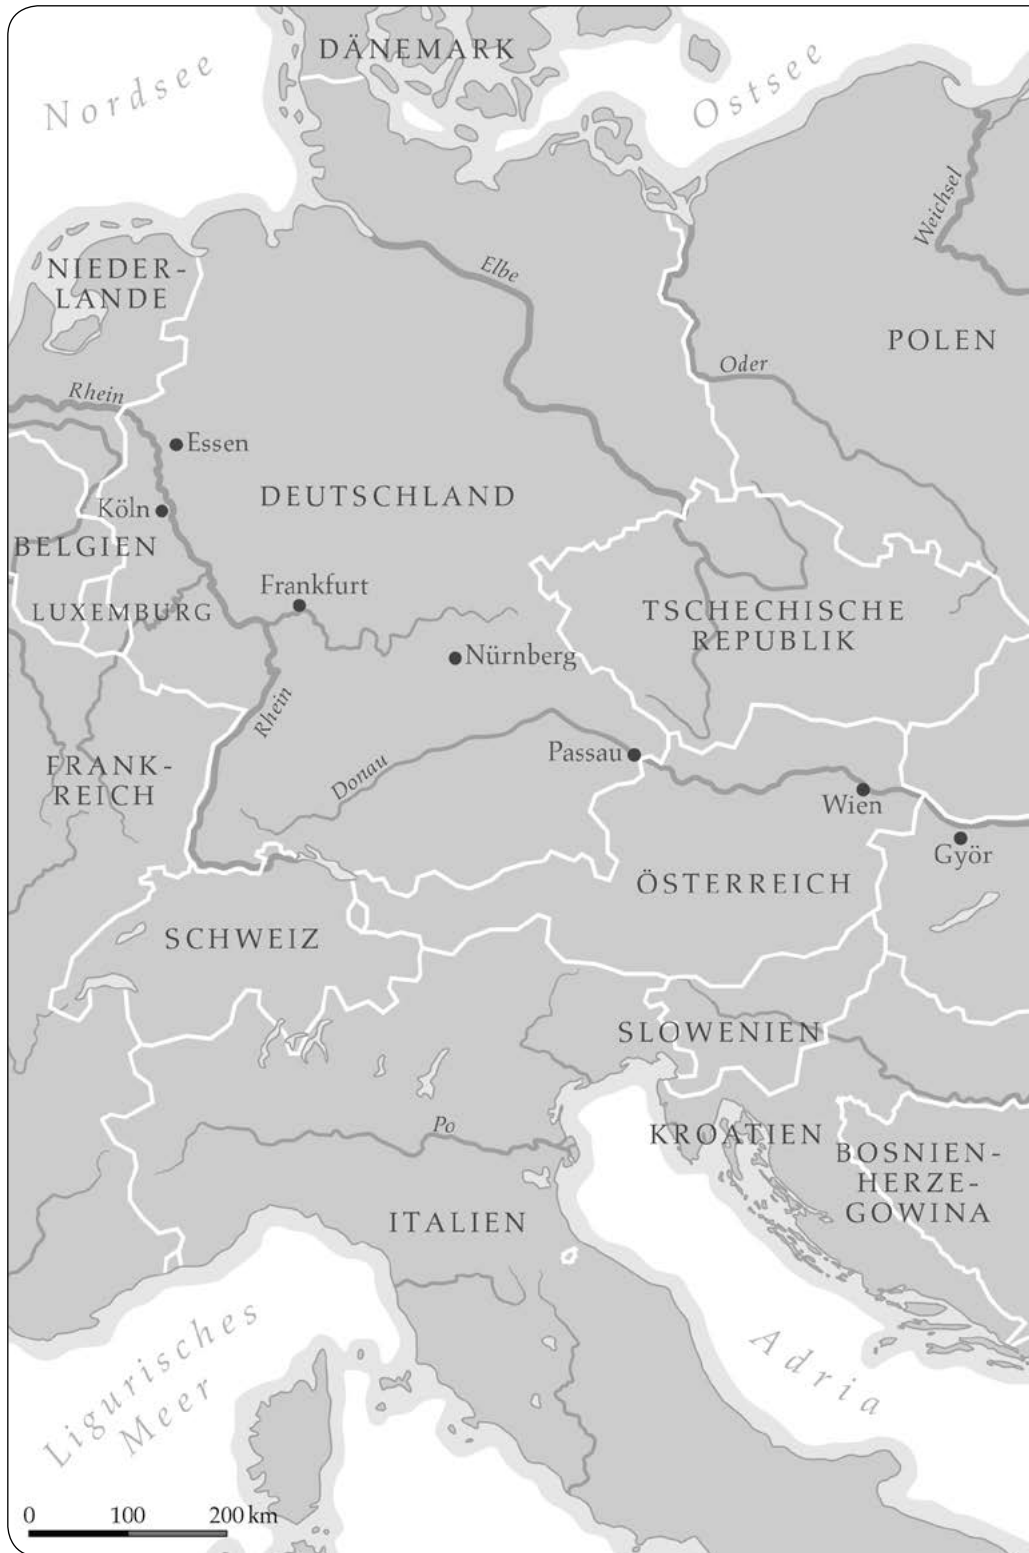 DÄNEMARK
Nordsee
Ostsee
Weichsel
NIEDER-
LANDE
Elbe
POLEN
Oder
Rhein
Essen
DEUTSCHLAND
Köln
BELGIEN
Frankfurt
LUXEMBURG
TSCHECHISCHE
REPUBLIK
Nürnberg
Rhein
Passau
Donau
FRANK-
REICH
Wien
Györ
ÖSTERREICH
SCHWEIZ
SLOWENIEN
Po
KROATIEN
BOSNIEN-
HERZE-
GOWINA
ITALIEN
Ligurisches
Meer
Adria
0 100 200 km